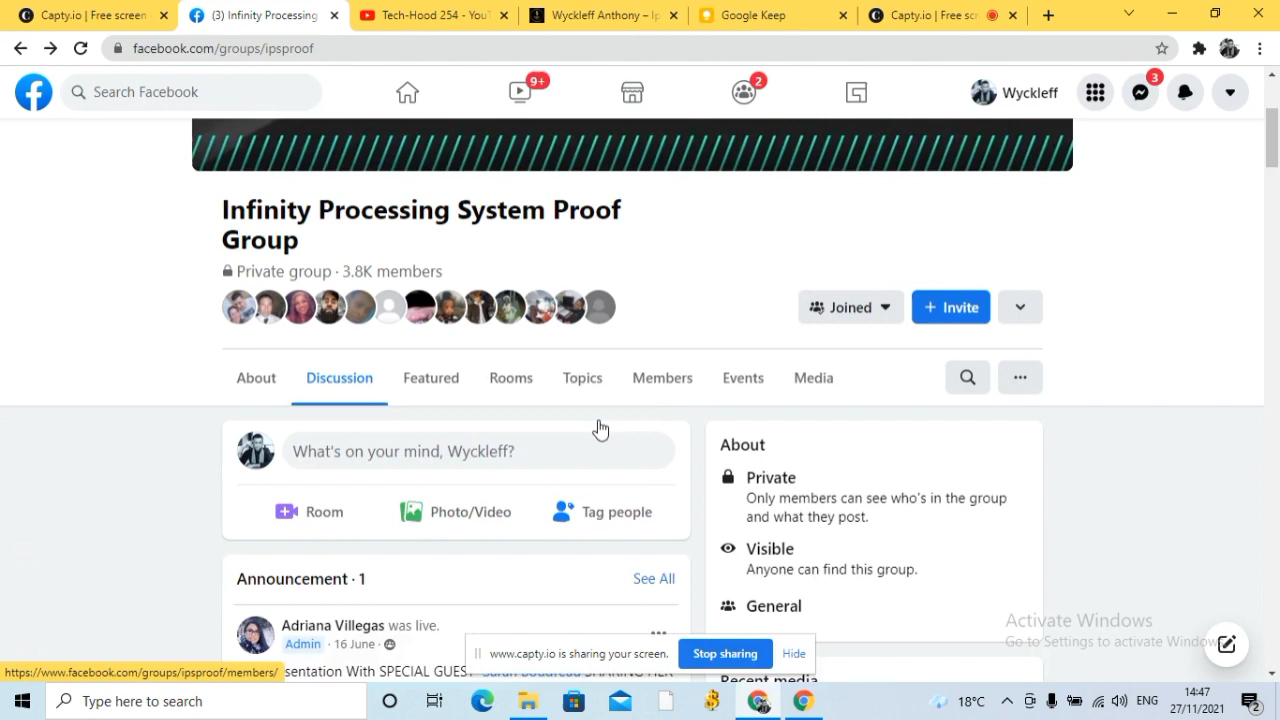 Capty.io | Free screen
(3) Infinity Processing
Tech-Hood 254 - YouT
Wyckleff Anthony – Ip
Google Keep
Capty.io | Free scr
facebook.com/groups/ipsproof
Search Facebook
9+
2
Wyckleff
3
Infinity Processing System Proof
Group
Private group · 3.8K members
Joined
+ Invite
About
Discussion
Featured
Rooms
Topics
Members
Events
Media
What's on your mind, Wyckleff?
Room
Photo/Video
Tag people
About
Private
Only members can see who's in the group
and what they post.
Visible
Anyone can find this group.
General
Announcement · 1
See All
Adriana Villegas was live.
Admin · 16 June ·
www.capty.io is sharing your screen.
Stop sharing
Hide
Activate Windows
Go to Settings to activate Window
https://www.facebook.com/groups/ipsproof/members/
sentation With SPECIAL GUEST
Recent media
Type here to search
18°C
ENG
14:47
27/11/2021
2